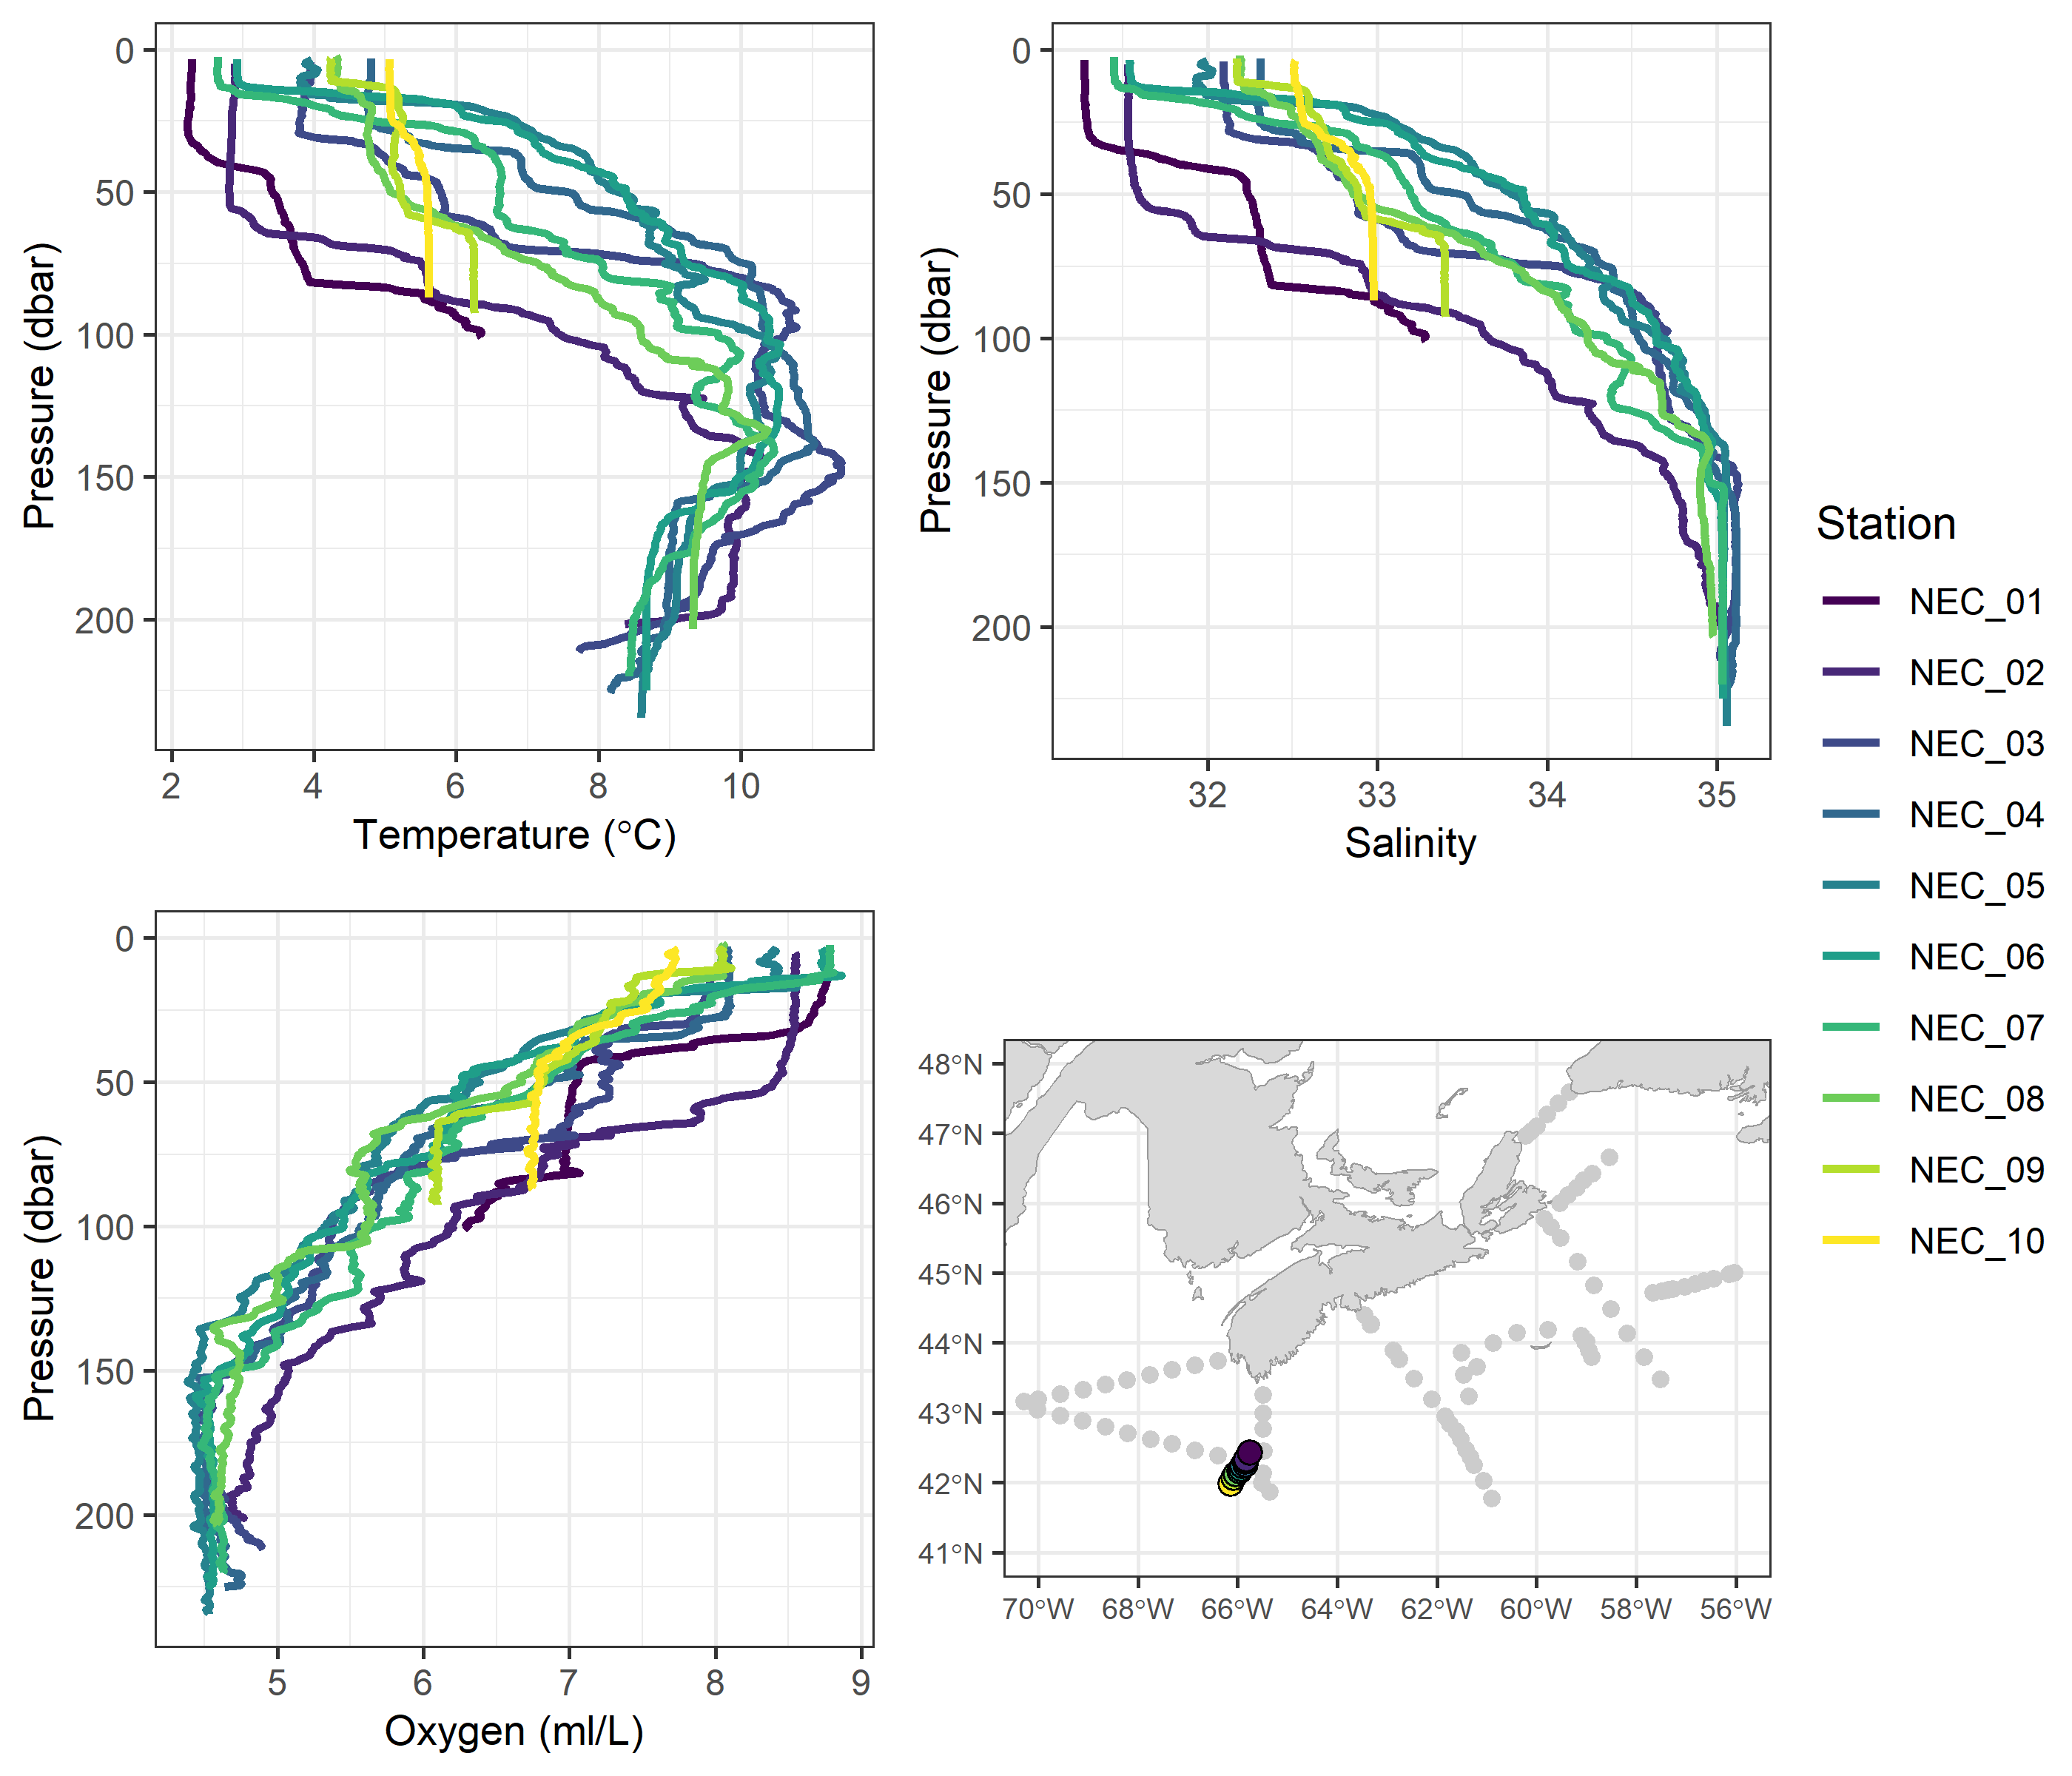 0
50
100
150
200
Pressure (dbar)
2 4 6 8 10
Temperature (°C)
0
50
100
150
200
Pressure (dbar)
32 33 34 35
Salinity
0
50
100
150
200
Pressure (dbar)
5 6 7 8 9
Oxygen (ml/L)
48°N
47°N
46°N
45°N
44°N
43°N
42°N
41°N
70°W 68°W 66°W 64°W 62°W 60°W 58°W 56°W
Station
NEC_01
NEC_02
NEC_03
NEC_04
NEC_05
NEC_06
NEC_07
NEC_08
NEC_09
NEC_10